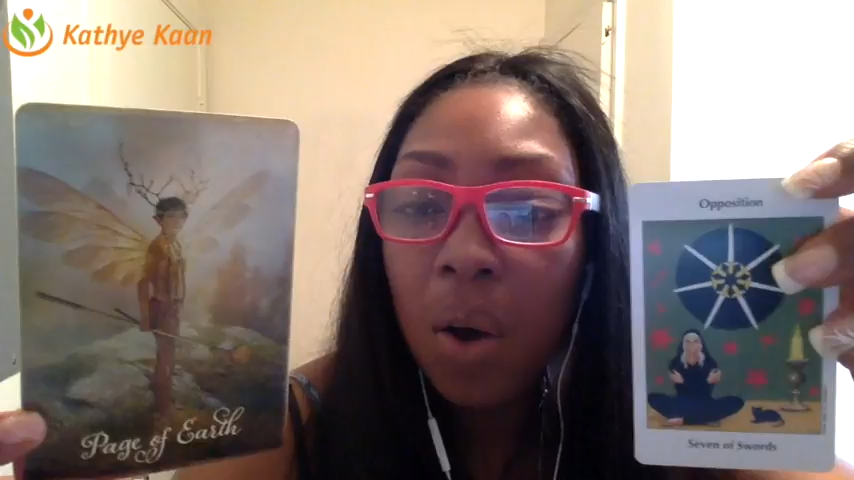 Kathye Kaan
Page of Earth
Opposition
Seven of Swords